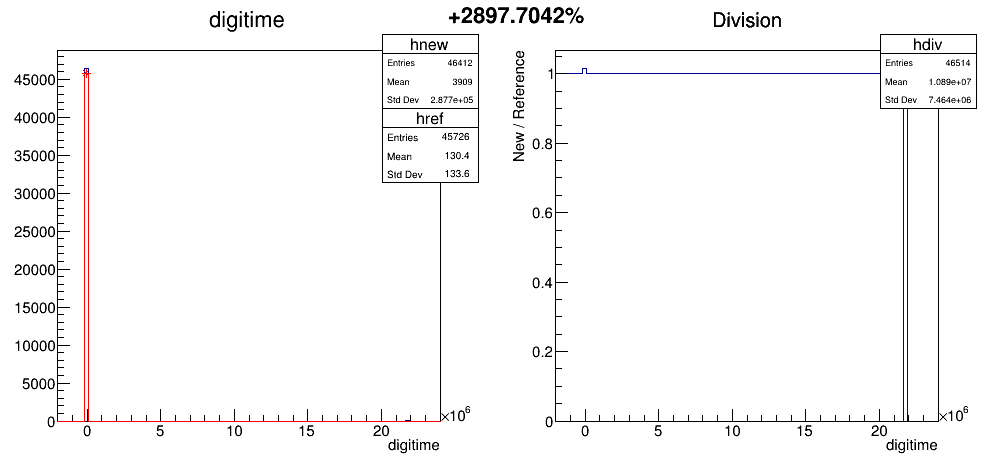 +2897.7042%
digitime
hnew
Entries 46412
Mean 3909
Std Dev 2.877e+05
href
Entries 45726
Mean 130.4
Std Dev 133.6
45000
40000
35000
30000
25000
20000
15000
10000
5000
0
0 5 10 15 20
×10⁶
digitime
Division
hdiv
Entries 46514
Mean 1.089e+07
Std Dev 7.464e+06
New / Reference
1
0.8
0.6
0.4
0.2
0
0 5 10 15 20
×10⁶
digitime